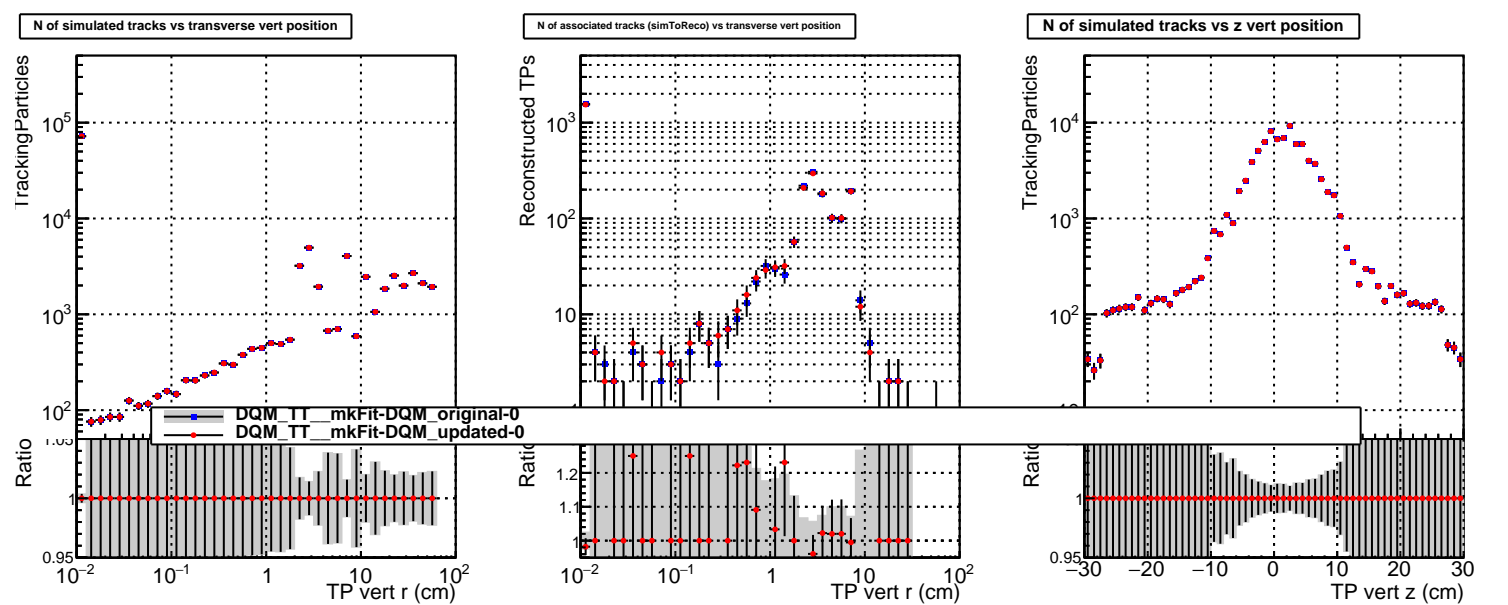 N of simulated tracks vs transverse vert position
TrackingParticles
10^5
10^4
10^3
10^2
Ratio
1
0.95
10^−2 10^−1 1 10 10^2
TP vert r (cm)
N of associated tracks (simToReco) vs transverse vert position
Reconstructed TPs
10^3
10^2
10
Ratio
1.2
1.1
1
10^−2 10^−1 1 10 10^2
TP vert r (cm)
N of simulated tracks vs z vert position
TrackingParticles
10^4
10^3
10^2
Ratio
1
0.95
−30 −20 −10 0 10 20 30
TP vert z (cm)
DQM_TT__mkFit-DQM_original-0
DQM_TT__mkFit-DQM_updated-0